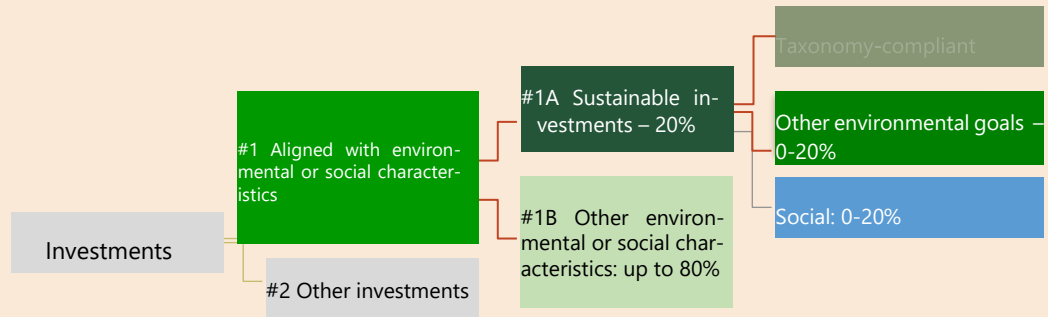 Taxonomy-compliant
#1A Sustainable in-
vestments – 20%
#1 Aligned with environ-
mental or social character-
istics
Other environmental goals –
0-20%
#1B Other environ-
mental or social char-
acteristics: up to 80%
Social: 0-20%
Investments
#2 Other investments